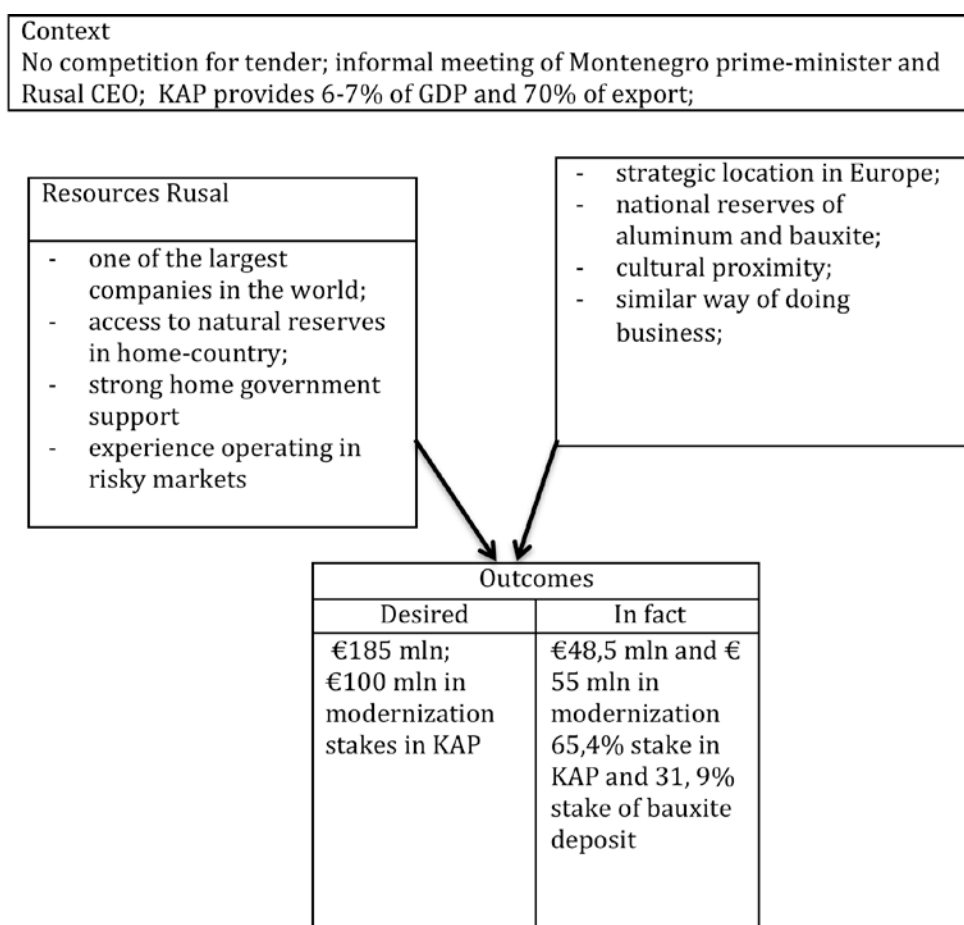 Context
No competition for tender; informal meeting of Montenegro prime-minister and
Rusal CEO;  KAP provides 6-7% of GDP and 70% of export;
Resources Rusal
- one of the largest
companies in the world;
- access to natural reserves
in home-country;
- strong home government
support
- experience operating in
risky markets
- strategic location in Europe;
- national reserves of
aluminum and bauxite;
- cultural proximity;
- similar way of doing
business;
Outcomes
Desired
€185 mln;
€100 mln in
modernization
stakes in KAP
In fact
€48,5 mln and €
55 mln in
modernization
65,4% stake in
KAP and 31, 9%
stake of bauxite
deposit